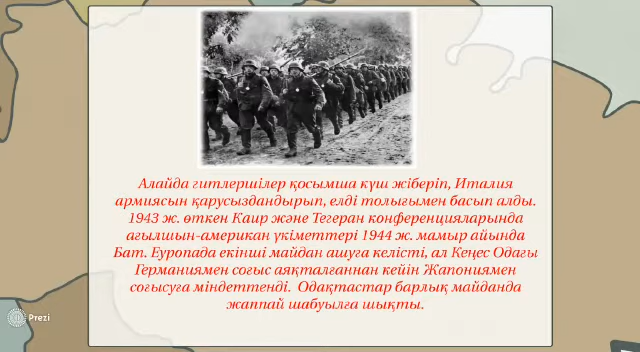 Алайда гитлершілер қосымша күш жіберіп, Италия
армиясын қарусыздандырып, елді толығымен басып алды.
1943 ж. өткен Каир және Тегеран конференцияларында
ағылшын-американ үкіметтері 1944 ж. мамыр айында
Бат. Еуропада екінші майдан ашуға келісті, ал Кеңес Одағы
Германиямен соғыс аяқталғаннан кейін Жапониямен
соғысуға міндеттенді. Одақтастар барлық майданда
жаппай шабуылға шықты.
Prezi